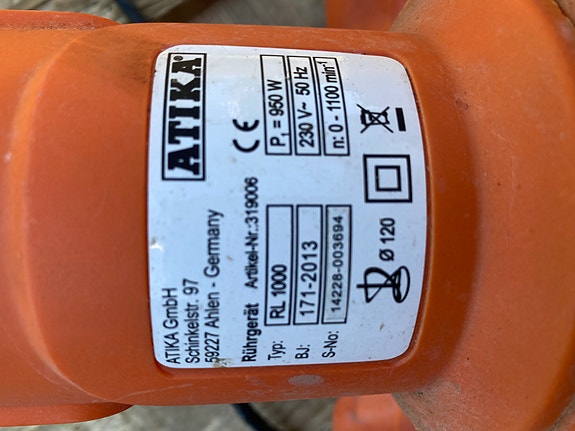 ATIKA GmbH
Schinkelstr. 97
59227 Ahlen - Germany
ATIKA®
Rührgerät Artikel-Nr.:319006
CE
Typ: RL 1000
P₁ = 950 W
BJ: 171-2013
230 V~ 50 Hz
S-No: 14228-003694
n: 0 - 1100 min⁻¹
Ø 120